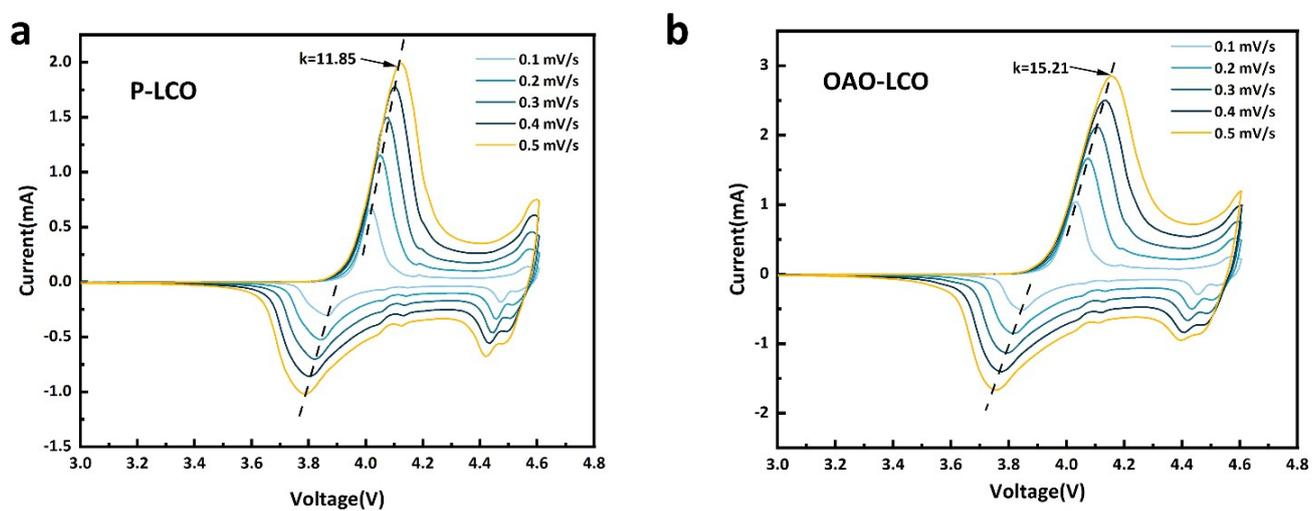 a
P-LCO
k=11.85
0.1 mV/s
0.2 mV/s
0.3 mV/s
0.4 mV/s
0.5 mV/s
Current(mA)
2.0
1.5
1.0
0.5
0.0
-0.5
-1.0
-1.5
3.0 3.2 3.4 3.6 3.8 4.0 4.2 4.4 4.6 4.8
Voltage(V)
b
OAO-LCO
k=15.21
0.1 mV/s
0.2 mV/s
0.3 mV/s
0.4 mV/s
0.5 mV/s
Current(mA)
3
2
1
0
-1
-2
3.0 3.2 3.4 3.6 3.8 4.0 4.2 4.4 4.6 4.8
Voltage(V)